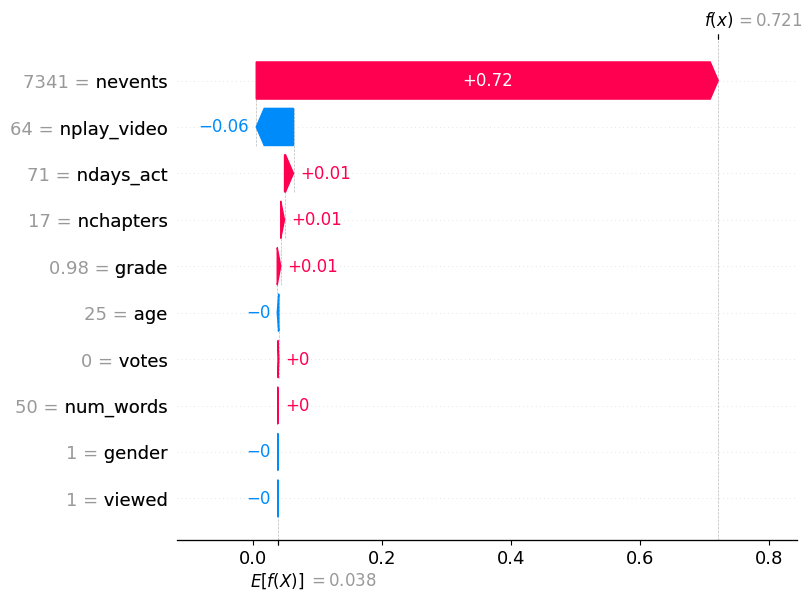 f(x) = 0.721
7341 = nevents
+0.72
64 = nplay_video
−0.06
71 = ndays_act
+0.01
17 = nchapters
+0.01
0.98 = grade
+0.01
25 = age
−0
0 = votes
+0
50 = num_words
+0
1 = gender
−0
1 = viewed
−0
0.0 0.2 0.4 0.6 0.8
E[f(X)] = 0.038